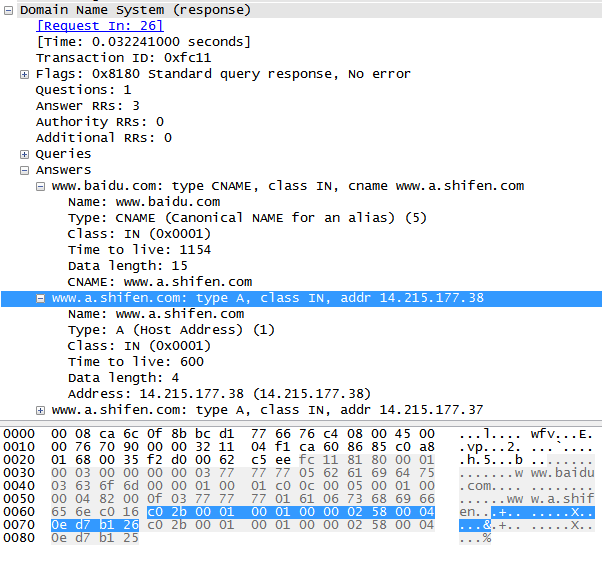 Domain Name System (response)
[Request In: 26]
[Time: 0.032241000 seconds]
Transaction ID: 0xfc11
Flags: 0x8180 Standard query response, No error
Questions: 1
Answer RRs: 3
Authority RRs: 0
Additional RRs: 0
Queries
Answers
www.baidu.com: type CNAME, class IN, cname www.a.shifen.com
Name: www.baidu.com
Type: CNAME (Canonical NAME for an alias) (5)
Class: IN (0x0001)
Time to live: 1154
Data length: 15
CNAME: www.a.shifen.com
www.a.shifen.com: type A, class IN, addr 14.215.177.38
Name: www.a.shifen.com
Type: A (Host Address) (1)
Class: IN (0x0001)
Time to live: 600
Data length: 4
Address: 14.215.177.38 (14.215.177.38)
www.a.shifen.com: type A, class IN, addr 14.215.177.37
0000 00 08 ca 6c 0f 8b bc d1 77 66 76 c4 08 00 45 00 ...l.... wfv...E.
0010 00 76 70 90 00 00 32 11 04 f1 ca 60 86 85 c0 a8 .vp...2. ...`....
0020 01 68 00 35 f2 d0 00 62 c5 ee fc 11 81 80 00 01 .h.5...b ........
0030 00 03 00 00 00 00 03 77 77 77 05 62 61 69 64 75 .......w ww.baidu
0040 03 63 6f 6d 00 00 01 00 01 c0 0c 00 05 00 01 00 .com.... ........
0050 00 04 82 00 0f 03 77 77 77 01 61 06 73 68 69 66 ......ww w.a.shif
0060 65 6e c0 16 c0 2b 00 01 00 01 00 00 02 58 00 04 en...+.. .....X..
0070 0e d7 b1 26 c0 2b 00 01 00 01 00 00 02 58 00 04 ...&.+.. .....X..
0080 0e d7 b1 25 ...%